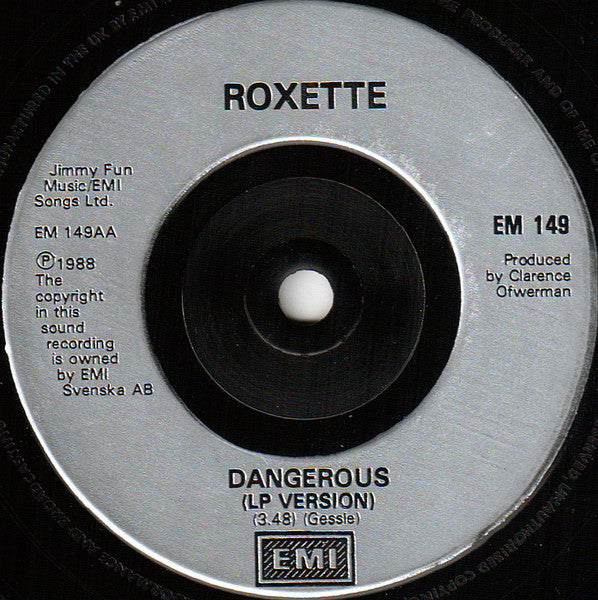 ROXETTE
Jimmy Fun
Music/EMI
Songs Ltd.
EM 149AA
Ⓟ1988
The
copyright
in this
sound
recording
is owned
by EMI
Svenska AB
EM 149
Produced
by Clarence
Ofwerman
DANGEROUS
(LP VERSION)
(3.48) (Gessle)
EMI